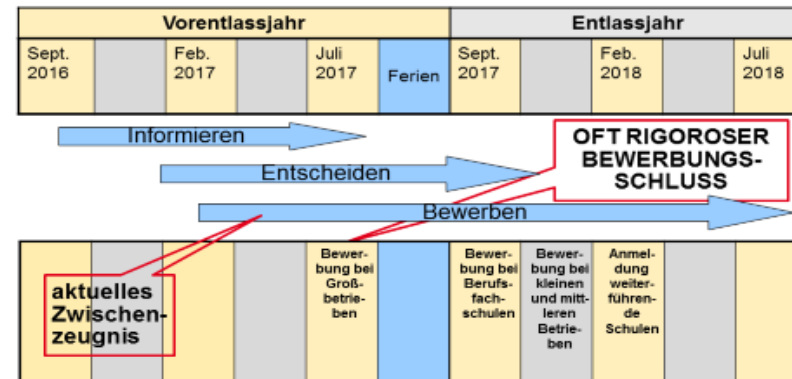 Vorentlassjahr
Entlassjahr
Sept.
2016
Feb.
2017
Juli
2017
Ferien
Sept.
2017
Feb.
2018
Juli
2018
Informieren
Entscheiden
Bewerben
OFT RIGOROSER
BEWERBUNGS-
SCHLUSS
aktuelles
Zwischen-
zeugnis
Bewer-
bung bei
Groß-
betrie-
ben
Bewer-
bung bei
Berufs-
fach-
schulen
Bewer-
bung bei
kleinen
und mitt-
leren
Betrie-
ben
Anmel-
dung
weiter-
führen-
de
Schulen